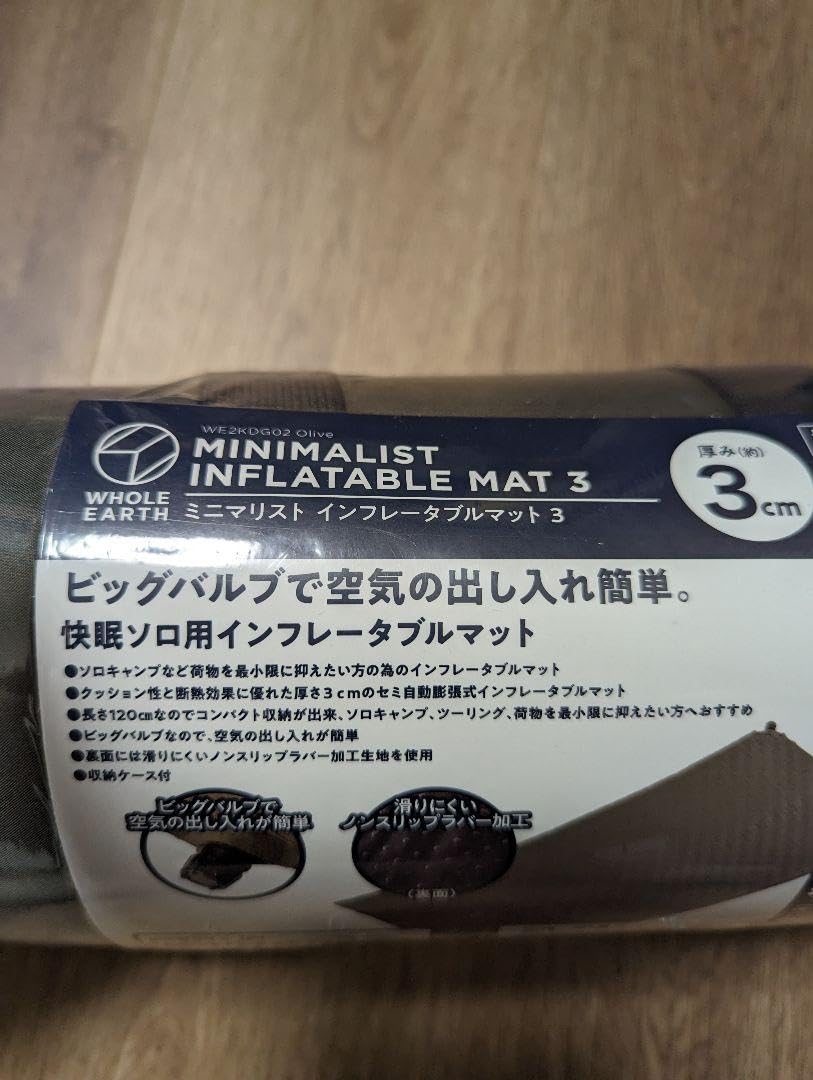 WE2KDG02 Olive
MINIMALIST
INFLATABLE MAT 3
WHOLE
EARTH
ミニマリスト インフレータブルマット 3
厚み(約)
3cm
ビッグバルブで空気の出し入れ簡単。
快眠ソロ用インフレータブルマット
●ソロキャンプなど荷物を最小限に抑えたい方の為のインフレータブルマット
●クッション性と断熱効果に優れた厚さ3cmのセミ自動膨張式インフレータブルマット
●長さ120cmなのでコンパクト収納が出来、ソロキャンプ、ツーリング、荷物を最小限に抑えたい方へおすすめ
●ビッグバルブなので、空気の出し入れが簡単
●裏面には滑りにくいノンスリップラバー加工生地を使用
●収納ケース付
ビッグバルブで
空気の出し入れが簡単
滑りにくい
ノンスリップラバー加工
(裏面)